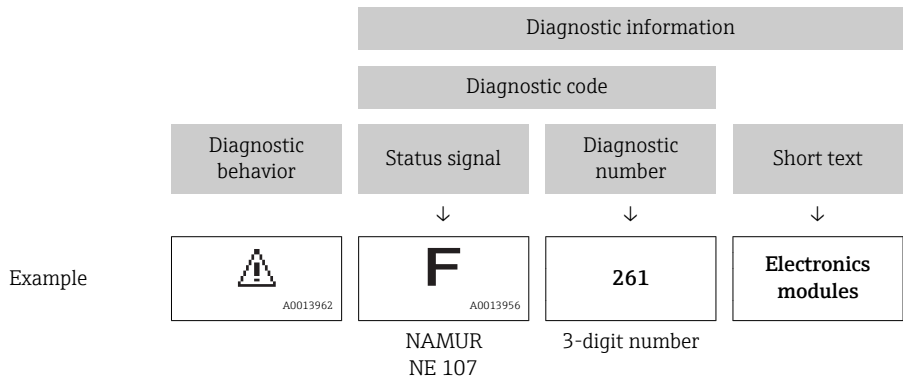 Diagnostic information
Diagnostic code
Diagnostic
behavior
Status signal
Diagnostic
number
Short text
↓
↓
↓
Example
A0013962
F
A0013956
261
Electronics
modules
NAMUR
NE 107
3-digit number